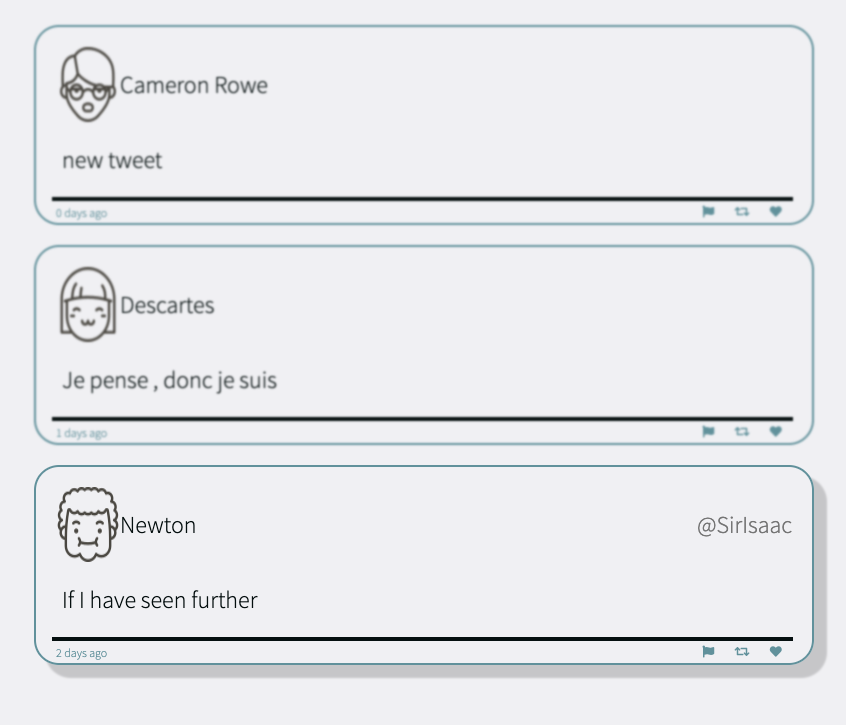 Cameron Rowe
new tweet
0 days ago
Descartes
Je pense , donc je suis
1 days ago
Newton @SirIsaac
If I have seen further
2 days ago